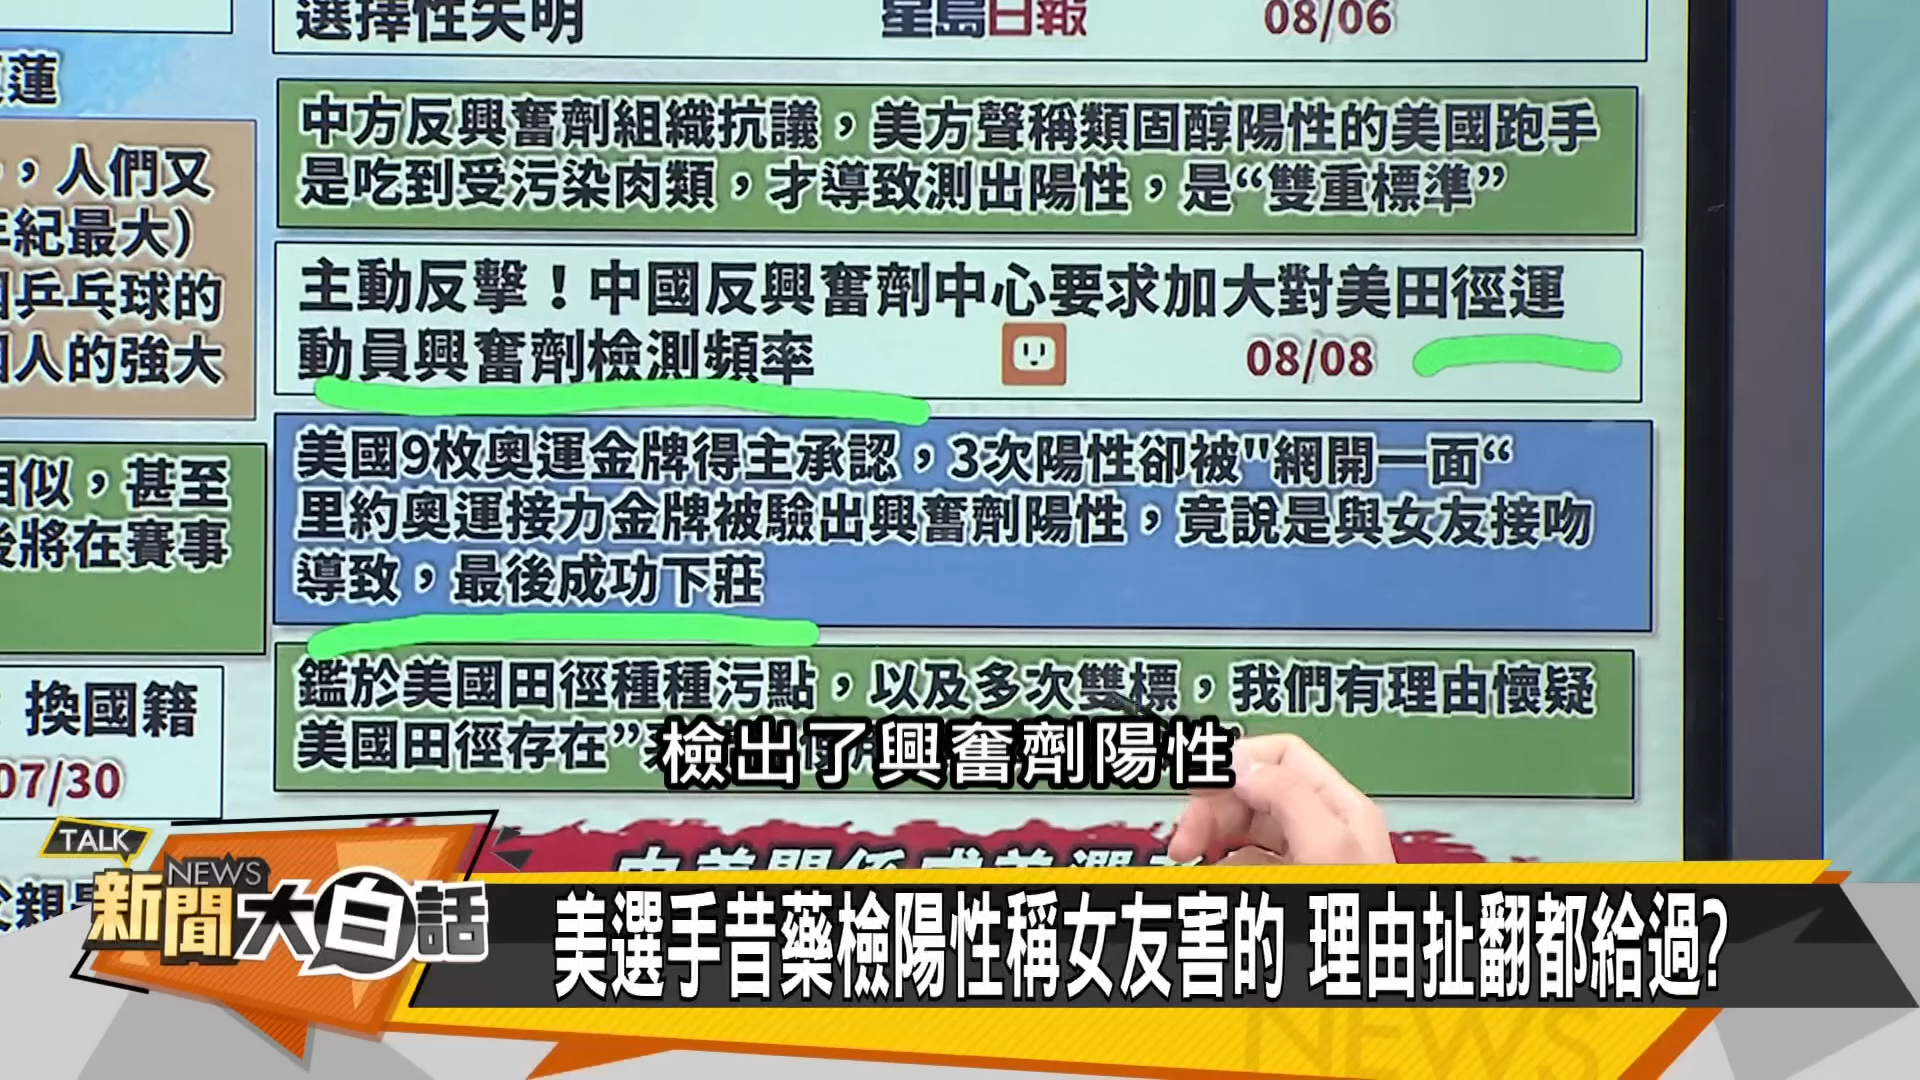 選擇性失明
星島日報
08/06
蓮
中方反興奮劑組織抗議，美方聲稱類固醇陽性的美國跑手
是吃到受污染肉類，才導致測出陽性，是“雙重標準”
，人們又
年紀最大）
乒乓球的
人的強大
主動反擊！中國反興奮劑中心要求加大對美田徑運
動員興奮劑檢測頻率
08/08
美國9枚奧運金牌得主承認，3次陽性卻被"網開一面“
里約奧運接力金牌被驗出興奮劑陽性，竟說是與女友接吻
導致，最後成功下莊
相似，甚至
後將在賽事
鑑於美國田徑種種污點，以及多次雙標，我們有理由懷疑
美國田徑存在”
換國籍
07/30
檢出了興奮劑陽性
父親
TALK
NEWS
新聞大白話
美選手昔藥檢陽性稱女友害的 理由扯翻都給過?
NEWS